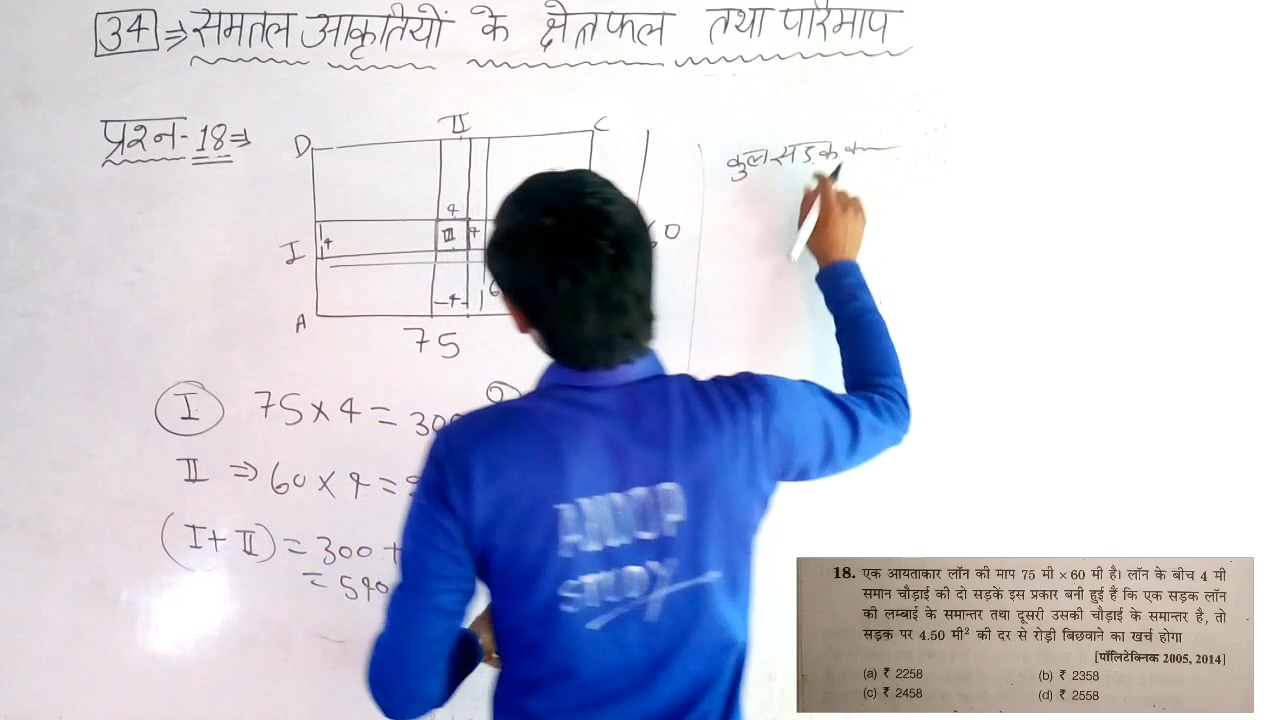 34 ⇒ समतल आकृतियों के क्षेत्रफल तथा परिमाप
प्रश्न-18⇒
D II C
4
I 4 III 4 60
4 6
A
75
I 75×4=300
II ⇒ 60×4=2
(I+II) = 300 +
= 540
कुल सड़क का
ANOOP
STUDY
18. एक आयताकार लॉन की माप 75 मी × 60 मी है। लॉन के बीच 4 मी
समान चौड़ाई की दो सड़कें इस प्रकार बनी हुई हैं कि एक सड़क लॉन
की लम्बाई के समान्तर तथा दूसरी उसकी चौड़ाई के समान्तर है, तो
सड़क पर 4.50 मी² की दर से रोड़ी बिछवाने का खर्च होगा
[पॉलिटेक्निक 2005, 2014]
(a) ₹ 2258 (b) ₹ 2358
(c) ₹ 2458 (d) ₹ 2558